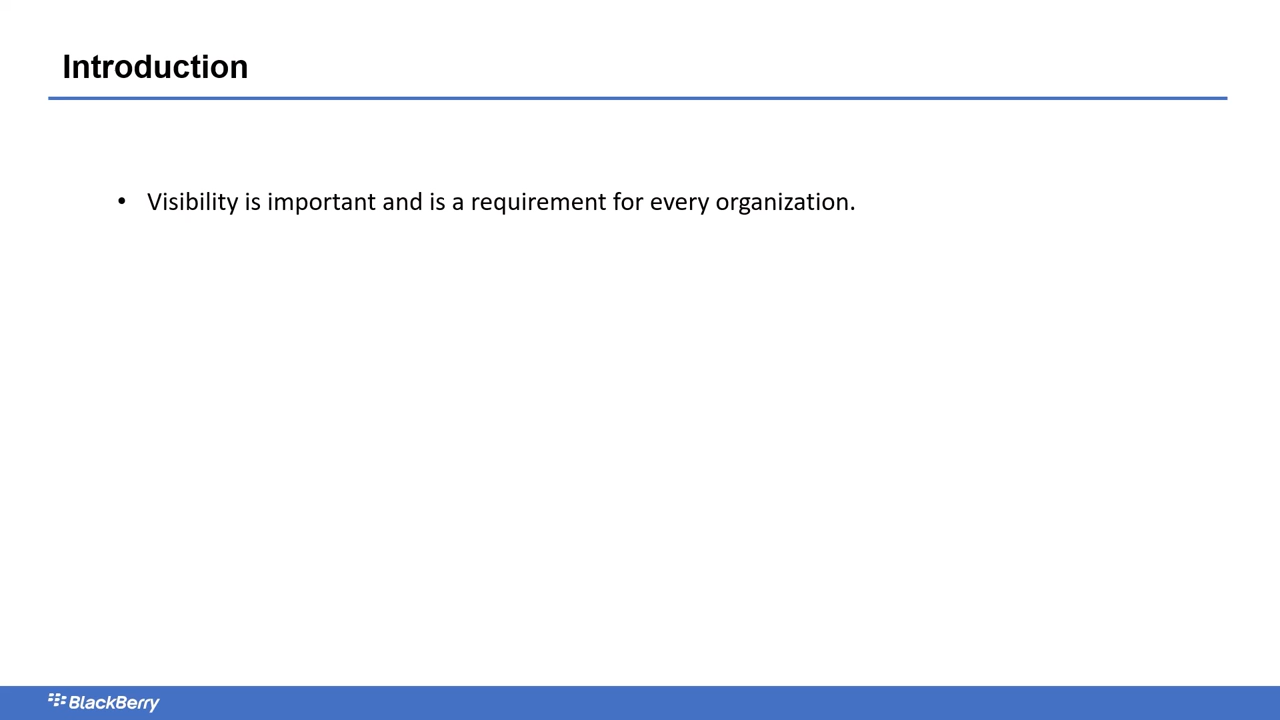 Introduction
• Visibility is important and is a requirement for every organization.
BlackBerry